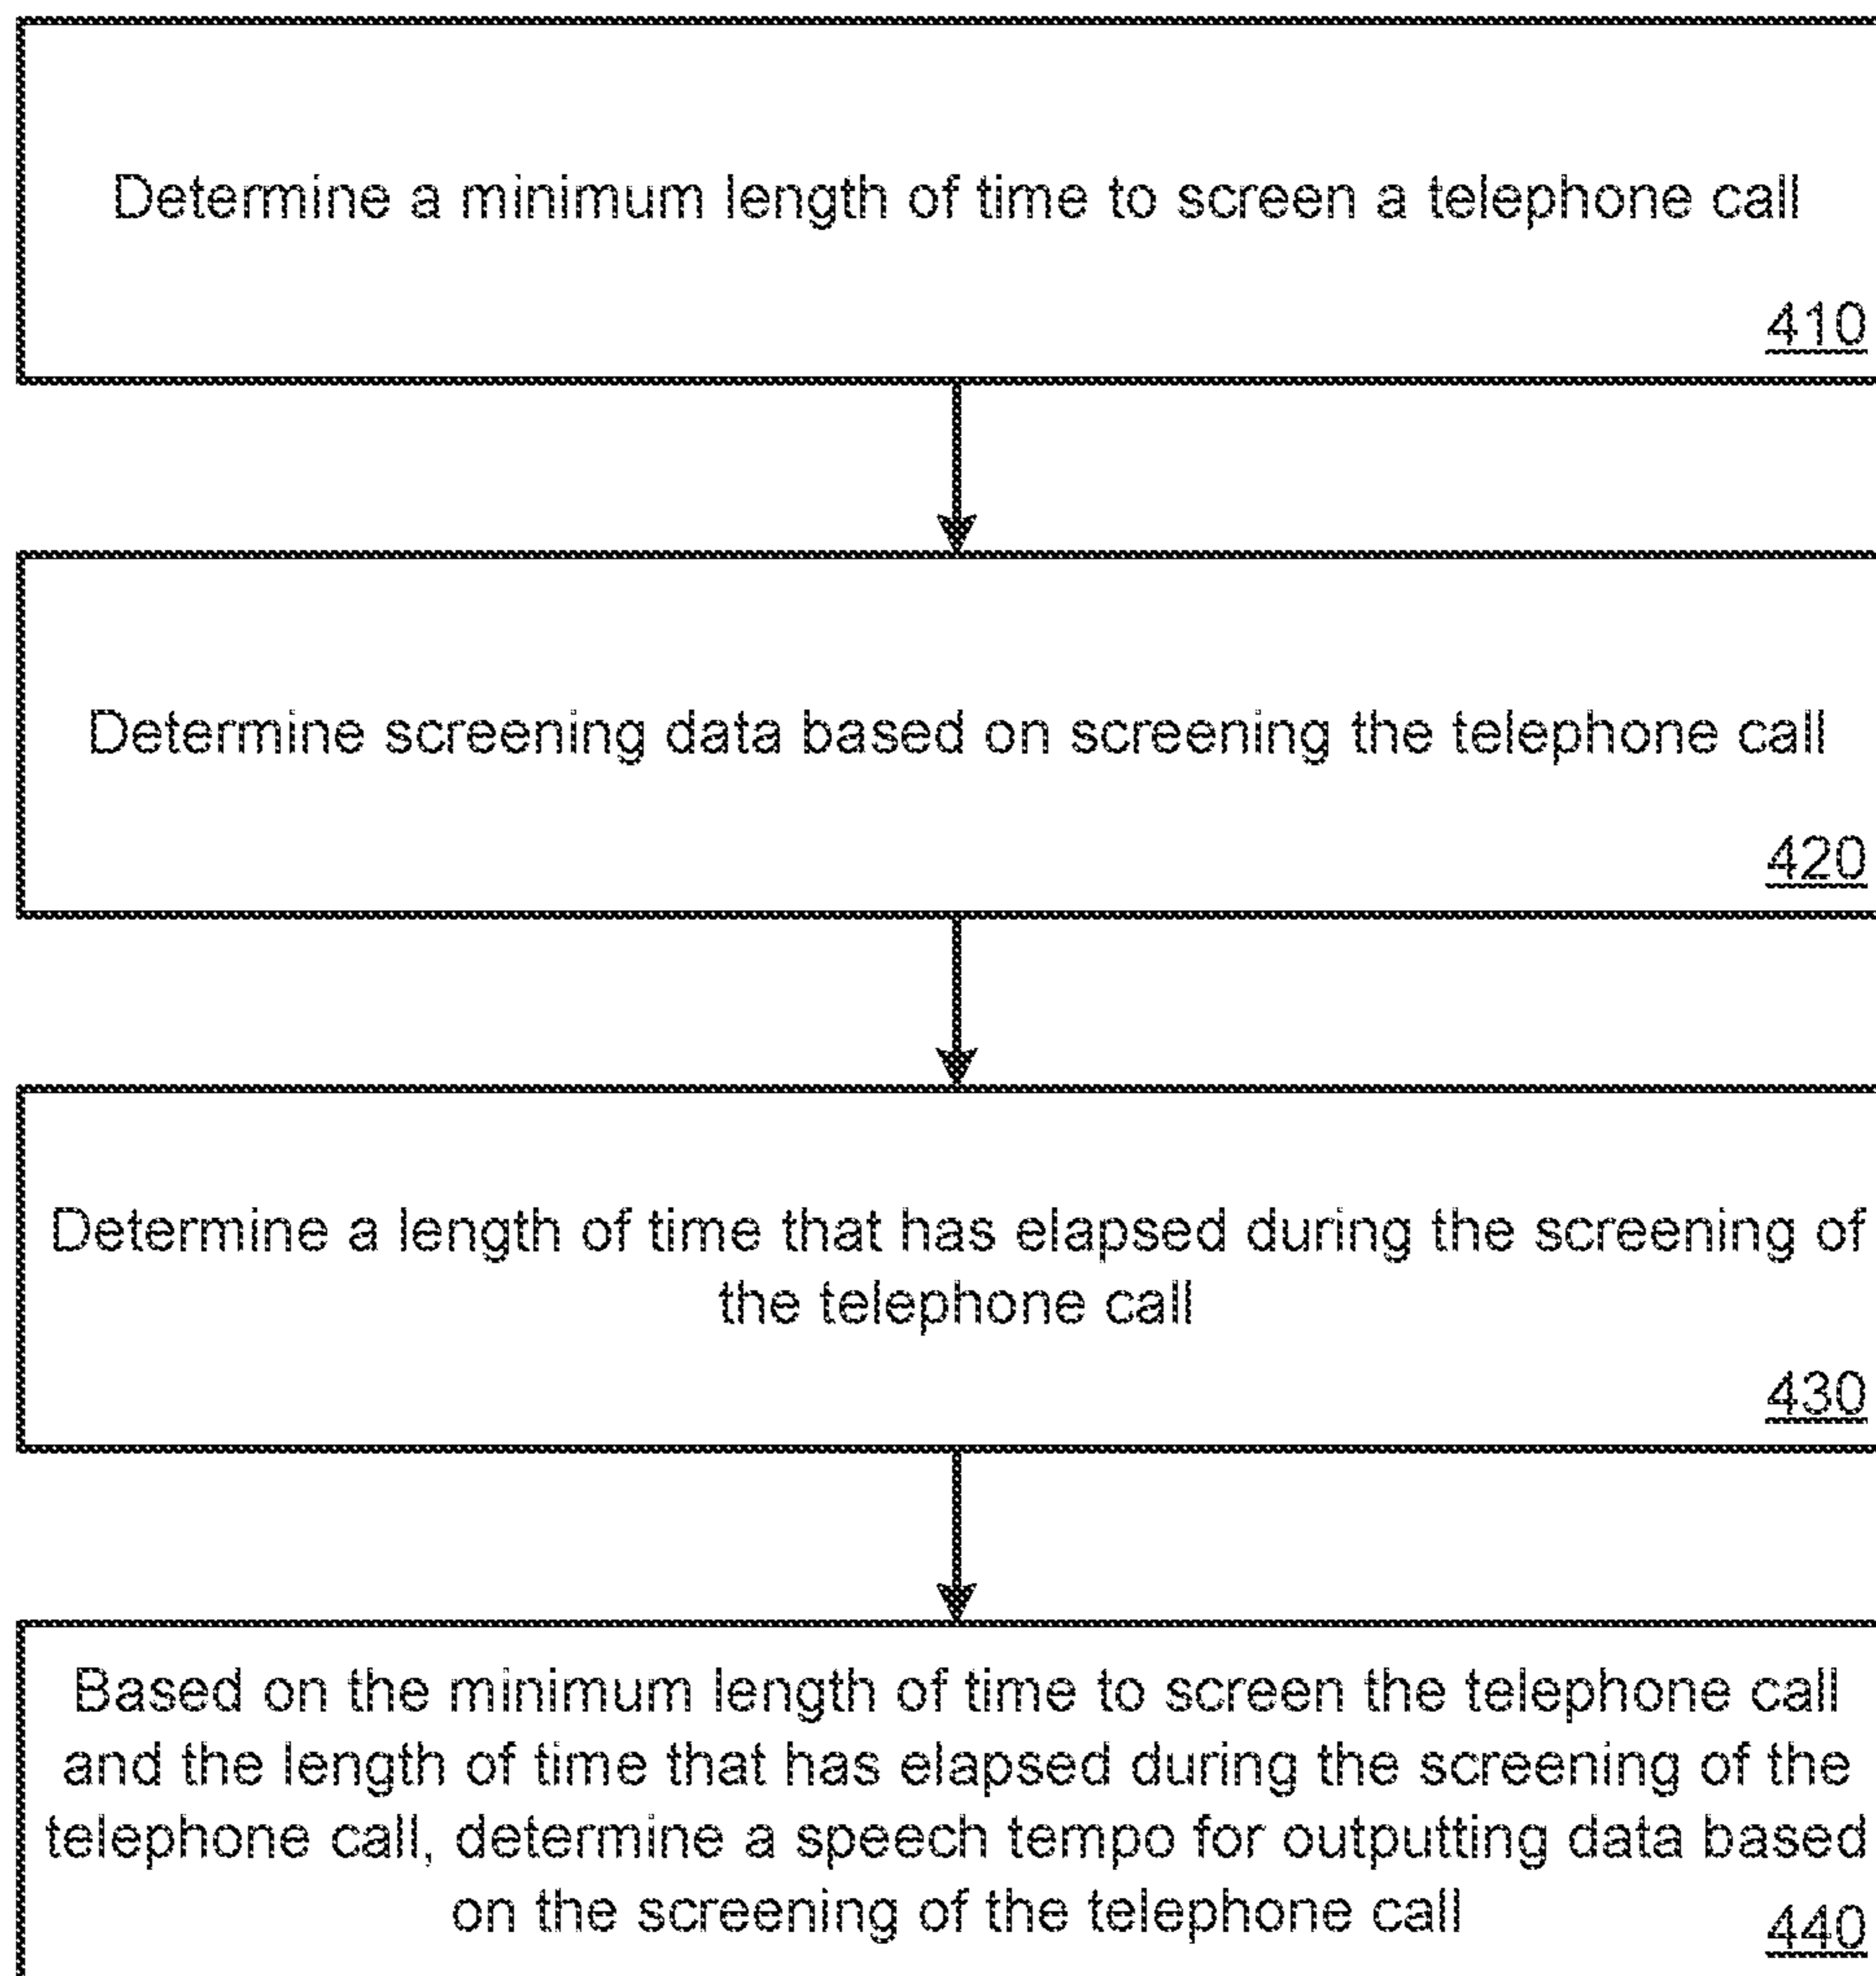 Determine a minimum length of time to screen a telephone call
410
Determine screening data based on screening the telephone call
420
Determine a length of time that has elapsed during the screening of
the telephone call
430
Based on the minimum length of time to screen the telephone call
and the length of time that has elapsed during the screening of the
telephone call, determine a speech tempo for outputting data based
on the screening of the telephone call
440